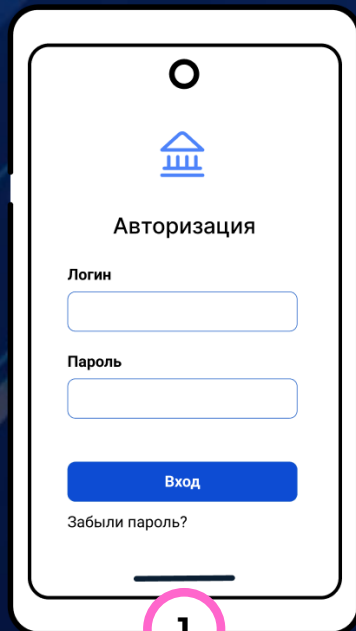 Авторизация
Логин
Пароль
Вход
Забыли пароль?
1